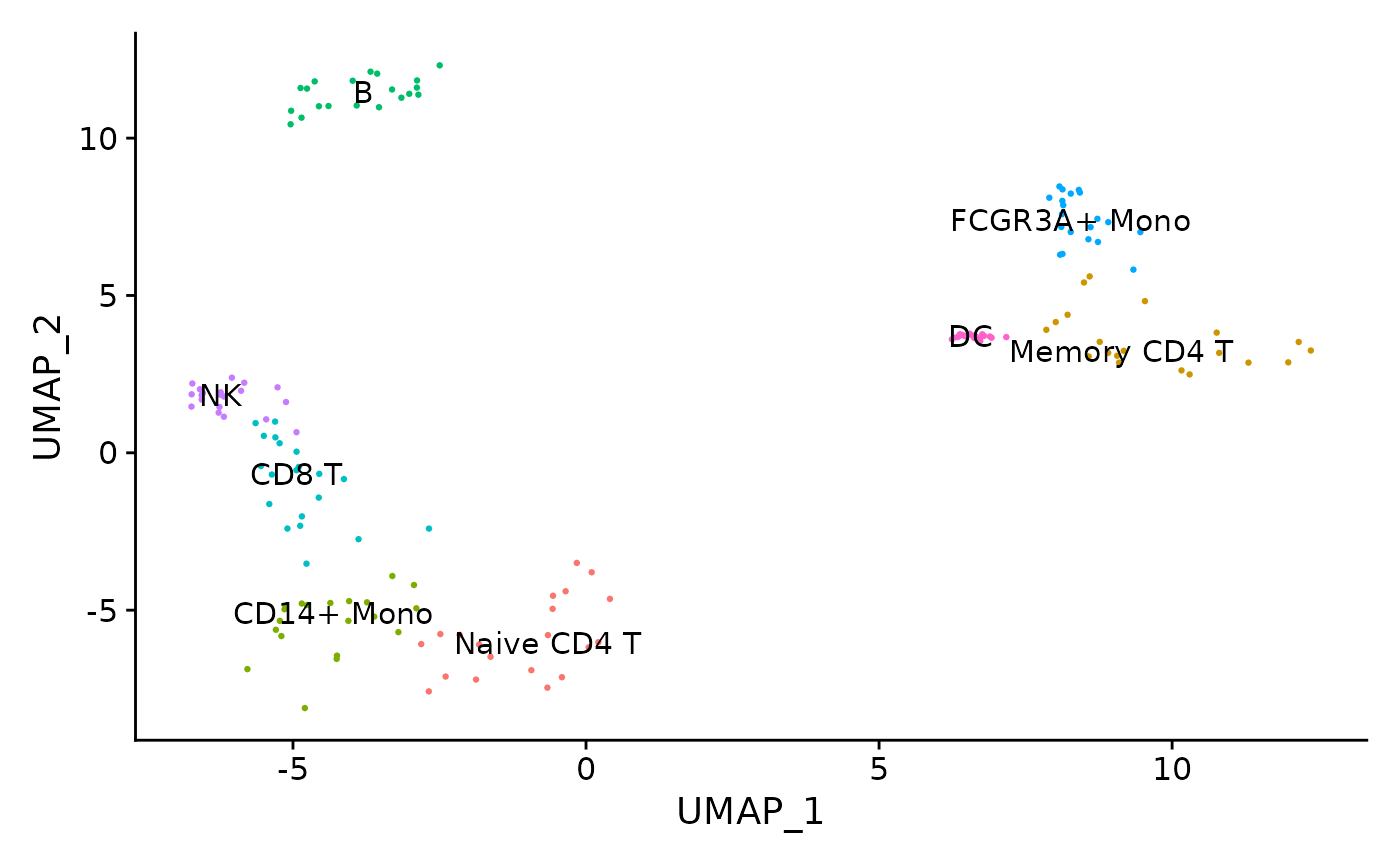 B
10
FCGR3A+ Mono
5
DC
Memory CD4 T
UMAP_2
NK
0
CD8 T
-5
CD14+ Mono
Naive CD4 T
-5
0
5
10
UMAP_1